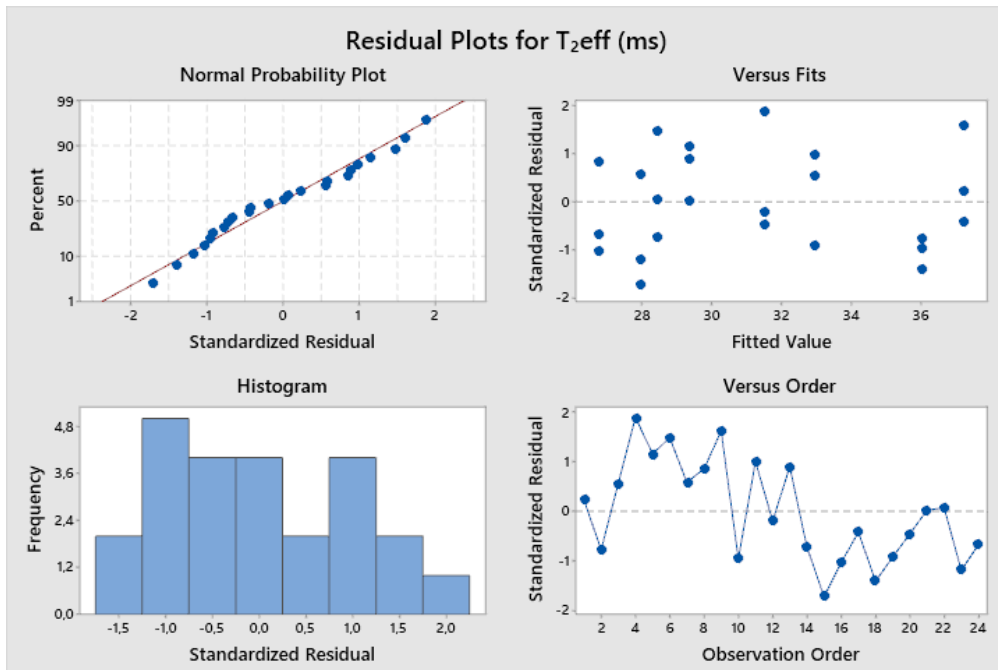 Residual Plots for T₂eff (ms)
Normal Probability Plot
Percent
99
90
50
10
1
-2 -1 0 1 2
Standardized Residual
Versus Fits
Standardized Residual
2
1
0
-1
-2
28 30 32 34 36
Fitted Value
Histogram
Frequency
4,8
3,6
2,4
1,2
0,0
-1,5 -1,0 -0,5 0,0 0,5 1,0 1,5 2,0
Standardized Residual
Versus Order
Standardized Residual
2
1
0
-1
-2
2 4 6 8 10 12 14 16 18 20 22 24
Observation Order